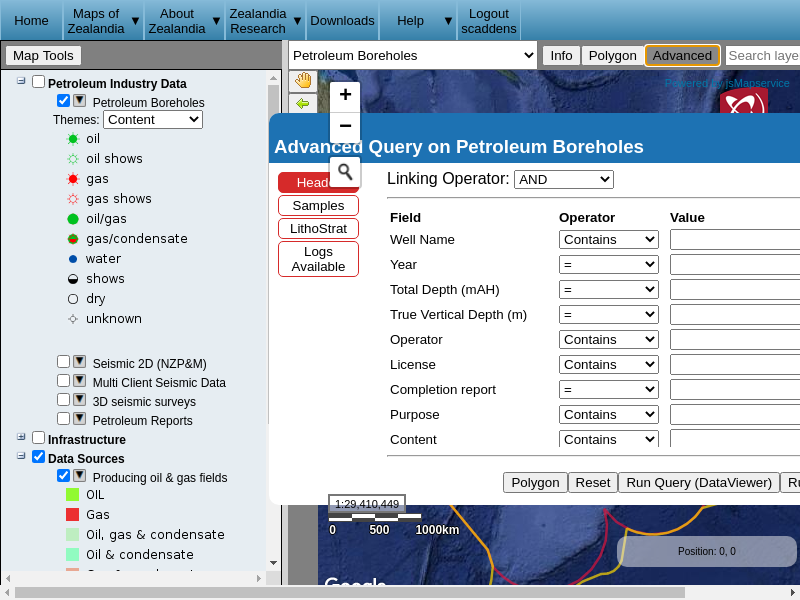 Home
Maps of
Zealandia ▼
About
Zealandia ▼
Zealandia
Research ▼
Downloads
Help ▼
Logout
scaddens
Map Tools
Petroleum Boreholes
Info
Polygon
Advanced
Search laye
Petroleum Industry Data
Petroleum Boreholes
Themes: Content
oil
oil shows
gas
gas shows
oil/gas
gas/condensate
water
shows
dry
unknown
Seismic 2D (NZP&M)
Multi Client Seismic Data
3D seismic surveys
Petroleum Reports
Infrastructure
Data Sources
Producing oil & gas fields
OIL
Gas
Oil, gas & condensate
Oil & condensate
+
−
Powered by jsMapservice
Advanced Query on Petroleum Boreholes
Head
Samples
LithoStrat
Logs
Available
Linking Operator: AND
Field Operator Value
Well Name Contains
Year =
Total Depth (mAH) =
True Vertical Depth (m) =
Operator Contains
License Contains
Completion report =
Purpose Contains
Content Contains
Polygon
Reset
Run Query (DataViewer)
1:29,410,449
0 500 1000km
Position: 0, 0
Google